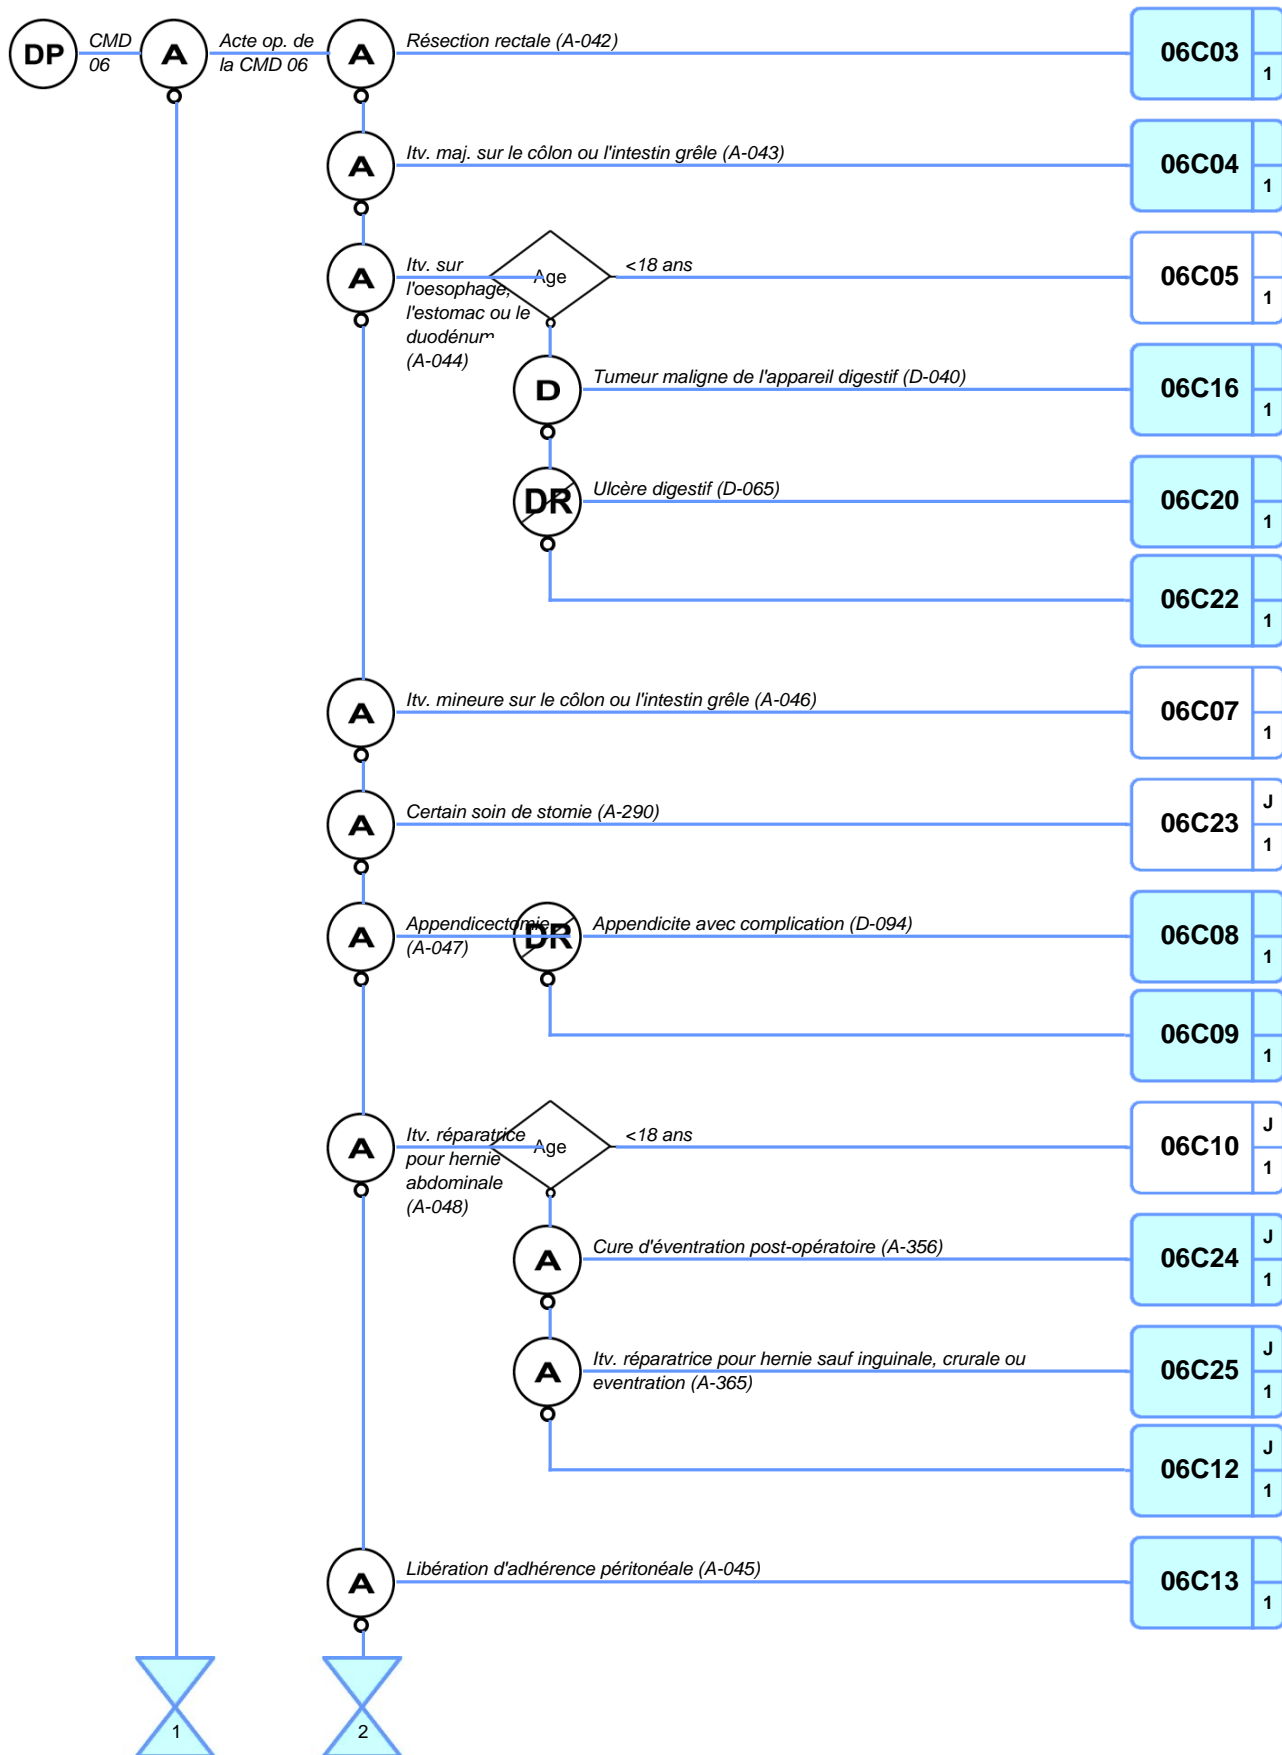 DP
CMD
06
A
Acte op. de
la CMD 06
A
Résection rectale (A-042)
06C03
1
A
Itv. maj. sur le côlon ou l'intestin grêle (A-043)
06C04
1
A
Itv. sur
l'oesophage,
l'estomac ou le
duodénum
(A-044)
Age
<18 ans
06C05
1
D
Tumeur maligne de l'appareil digestif (D-040)
06C16
1
DR
Ulcère digestif (D-065)
06C20
1
06C22
1
A
Itv. mineure sur le côlon ou l'intestin grêle (A-046)
06C07
1
A
Certain soin de stomie (A-290)
06C23
J
1
A
Appendicectomie
(A-047)
DR
Appendicite avec complication (D-094)
06C08
1
06C09
1
A
Itv. réparatrice
pour hernie
abdominale
(A-048)
Age
<18 ans
06C10
J
1
A
Cure d'éventration post-opératoire (A-356)
06C24
J
1
A
Itv. réparatrice pour hernie sauf inguinale, crurale ou
eventration (A-365)
06C25
J
1
06C12
J
1
A
Libération d'adhérence péritonéale (A-045)
06C13
1
1
2